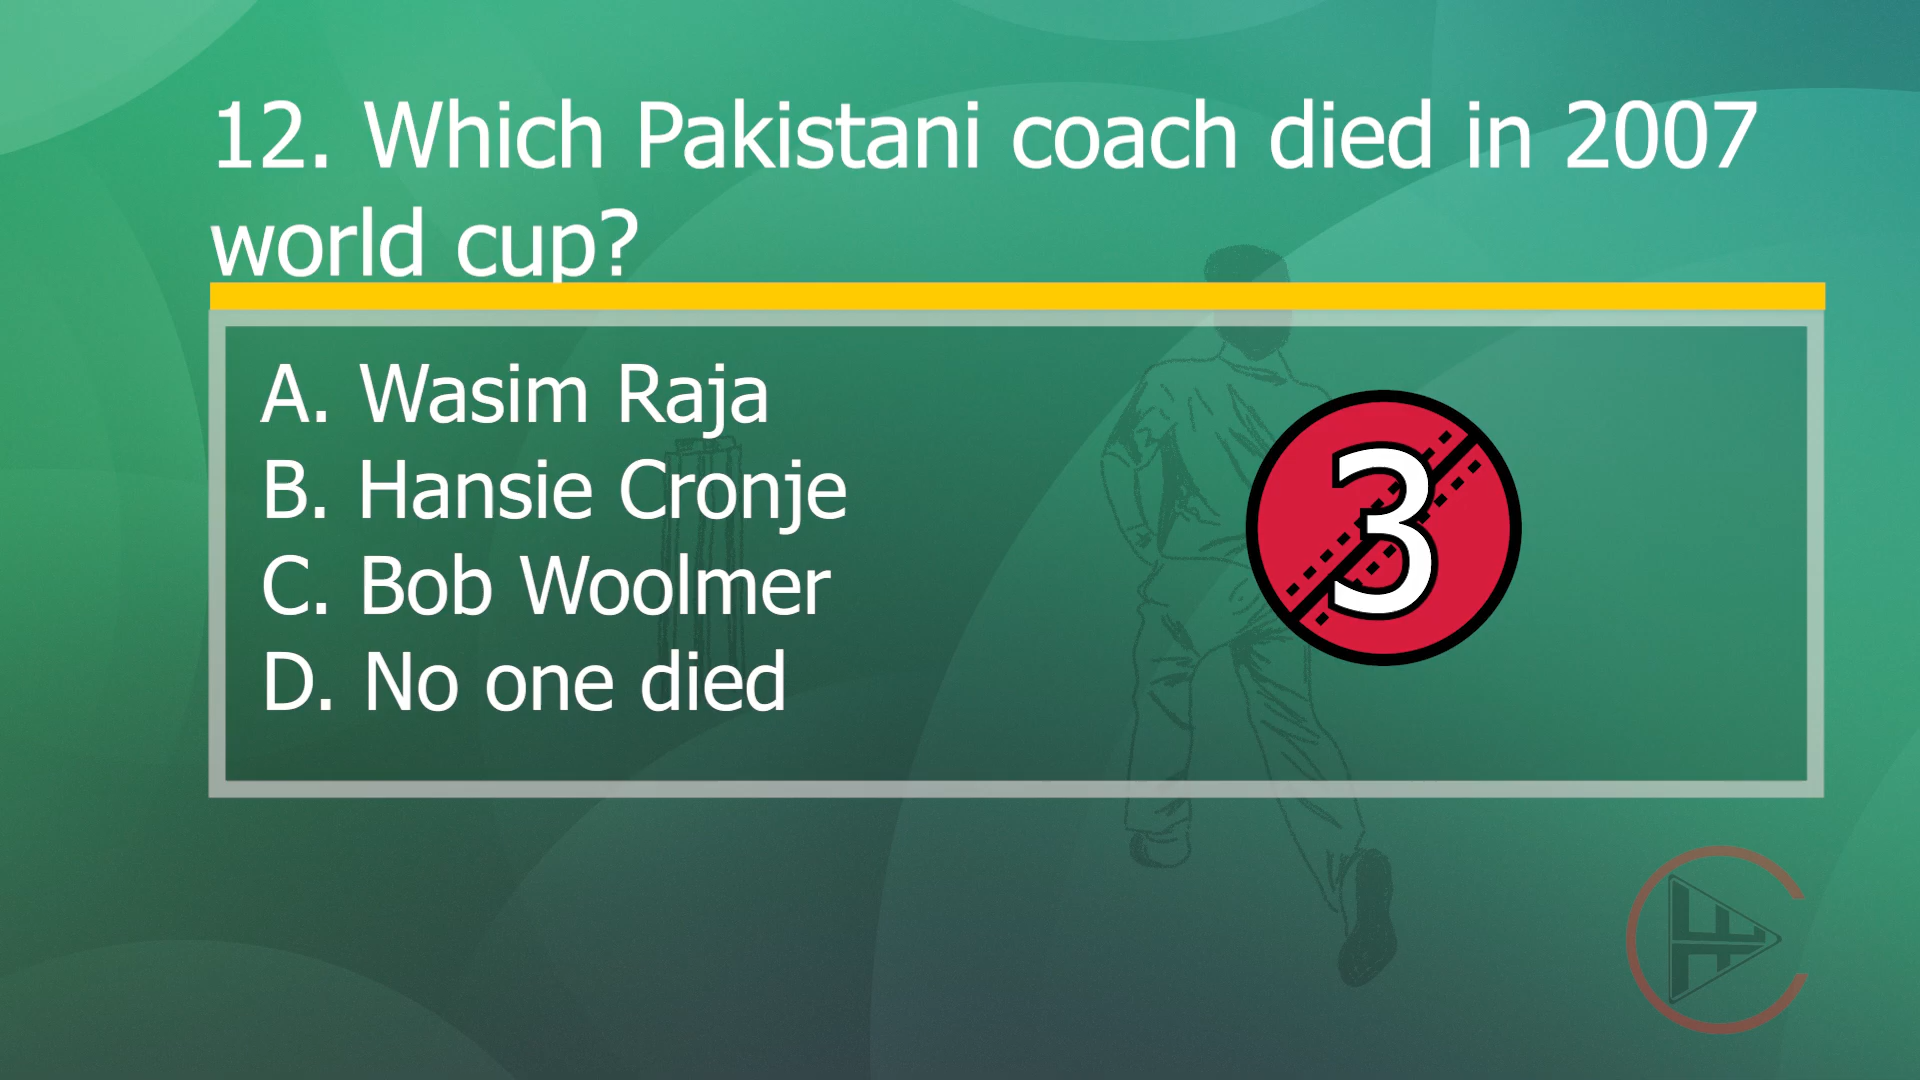 12. Which Pakistani coach died in 2007
world cup?
A. Wasim Raja
B. Hansie Cronje
C. Bob Woolmer
D. No one died
3